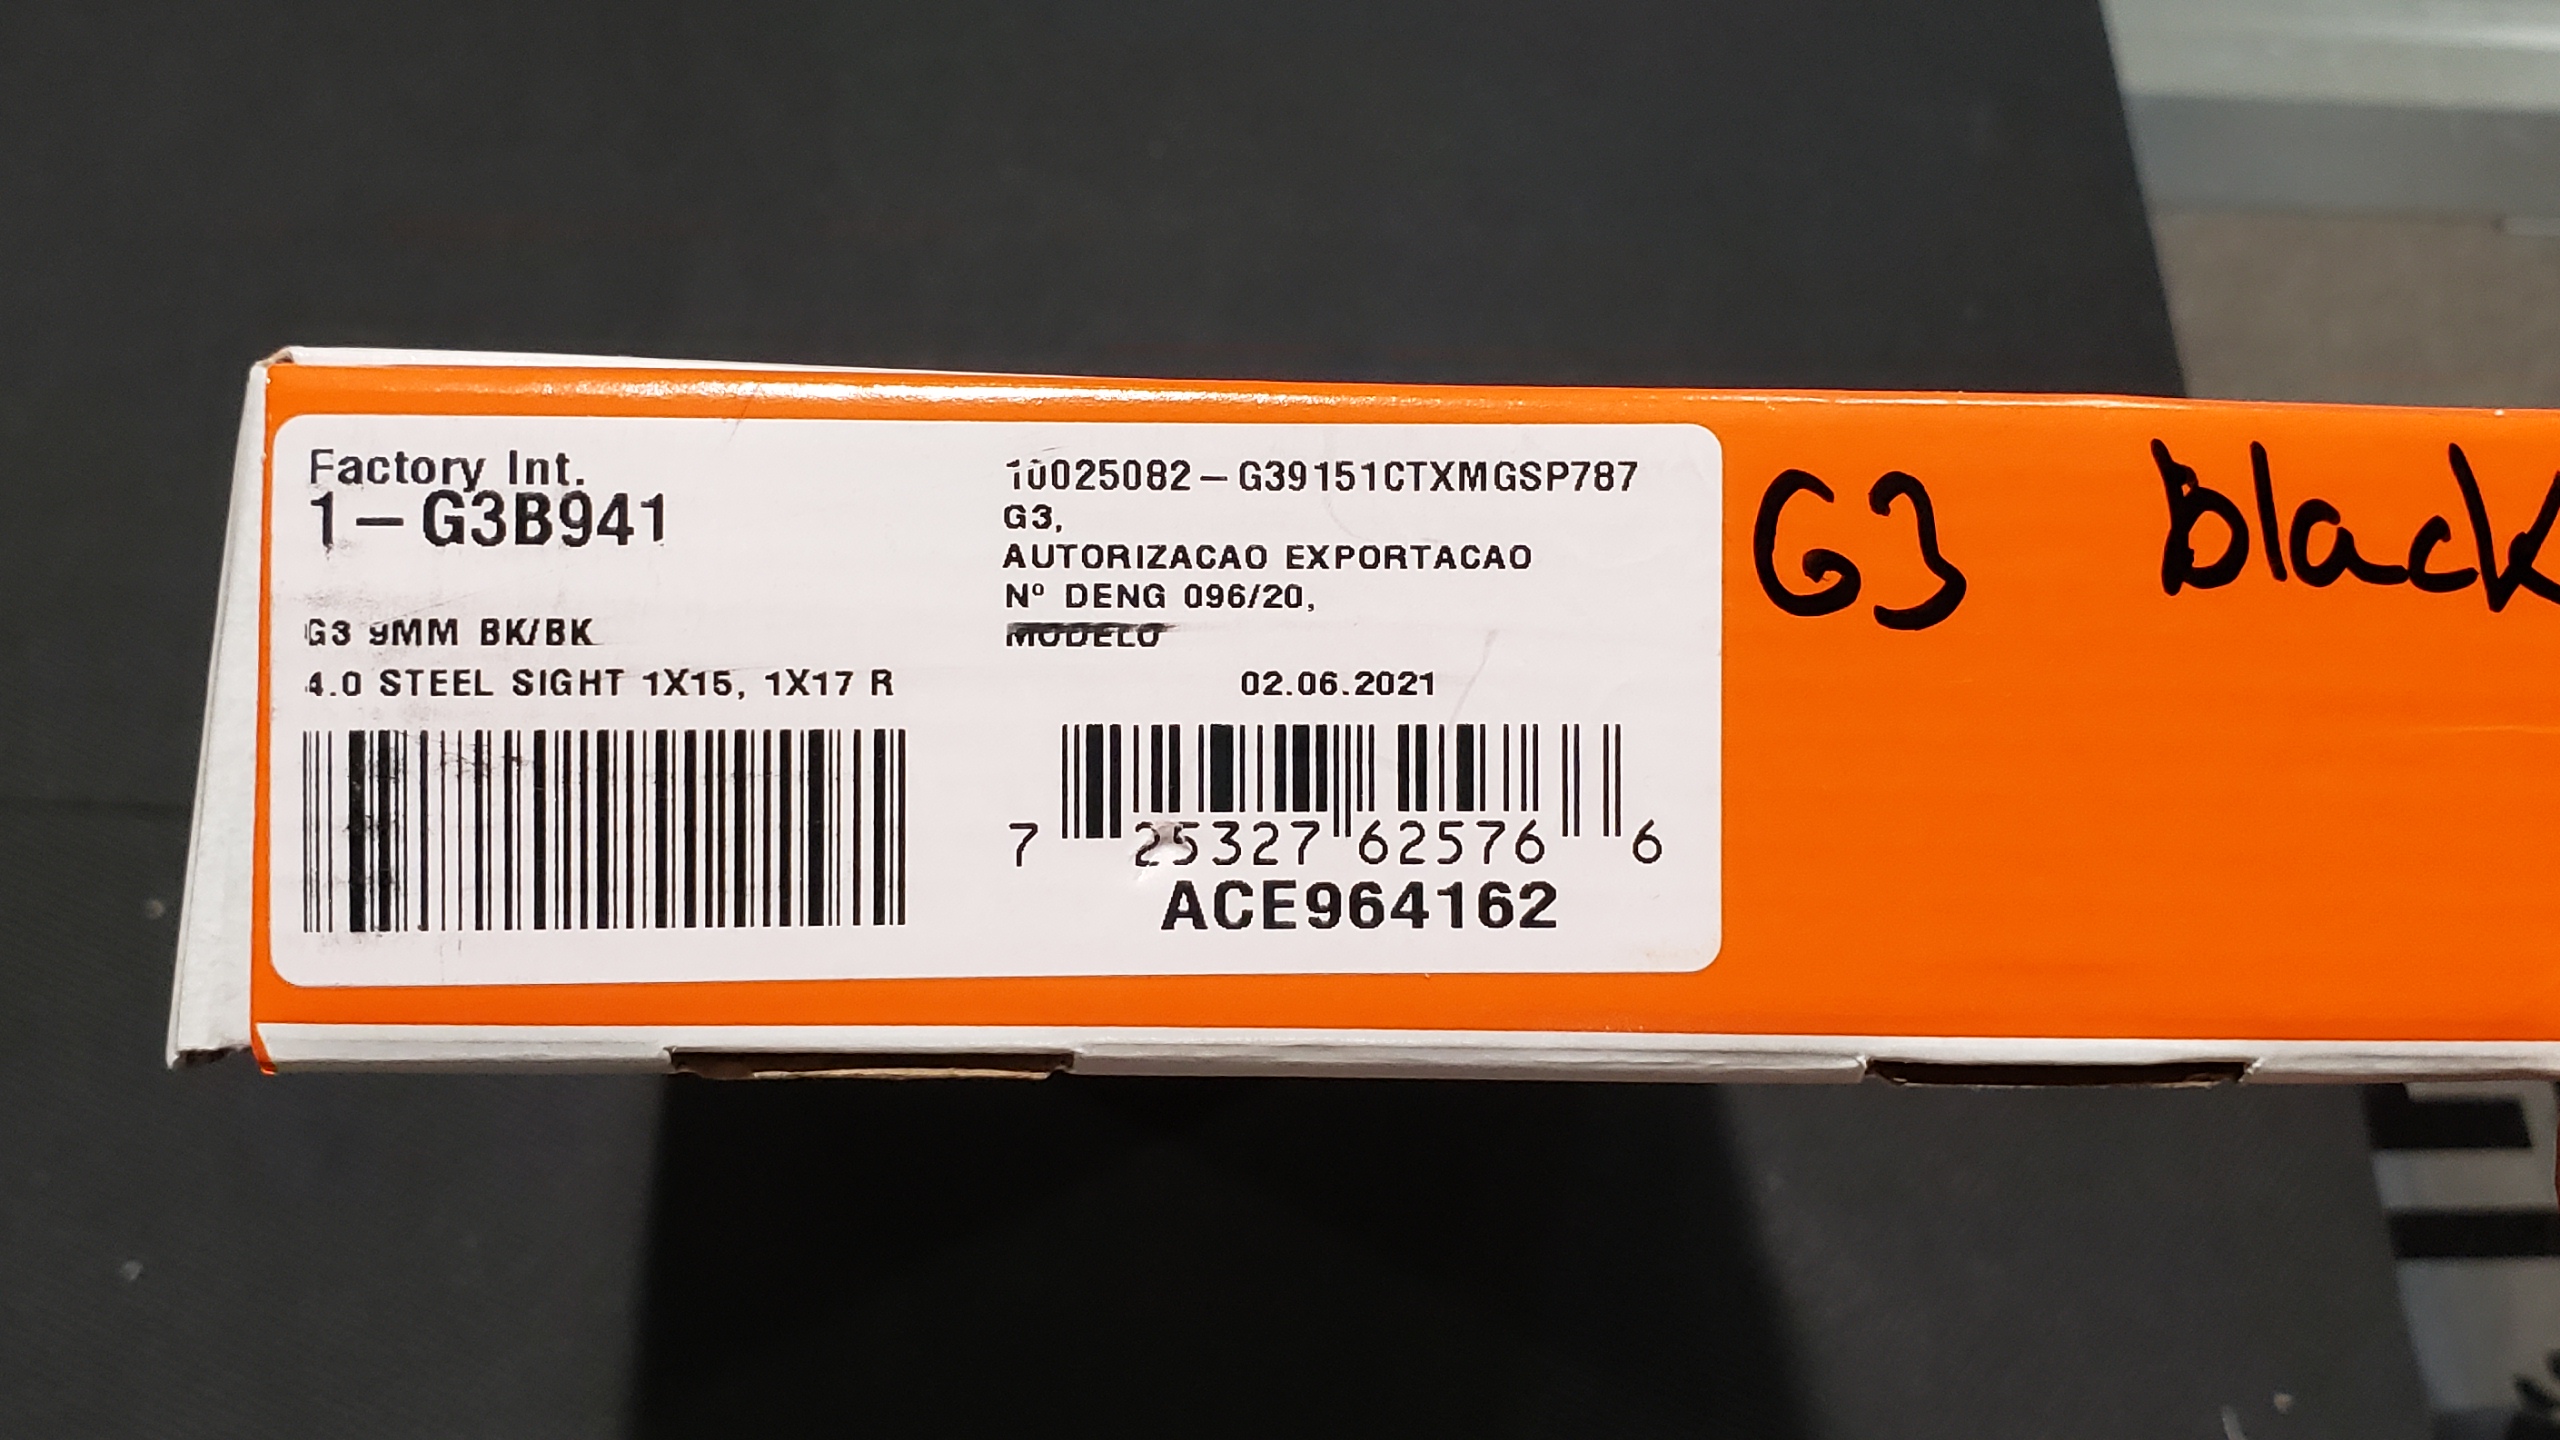 Factory Int.
1-G3B941
G3 9MM BK/BK
4.0 STEEL SIGHT 1X15, 1X17 R
10025082-G39151CTXMGSP787
G3,
AUTORIZACAO EXPORTACAO
Nº DENG 096/20,
MODELO
02.06.2021
7 25327 62576 6
ACE964162
G3 Black